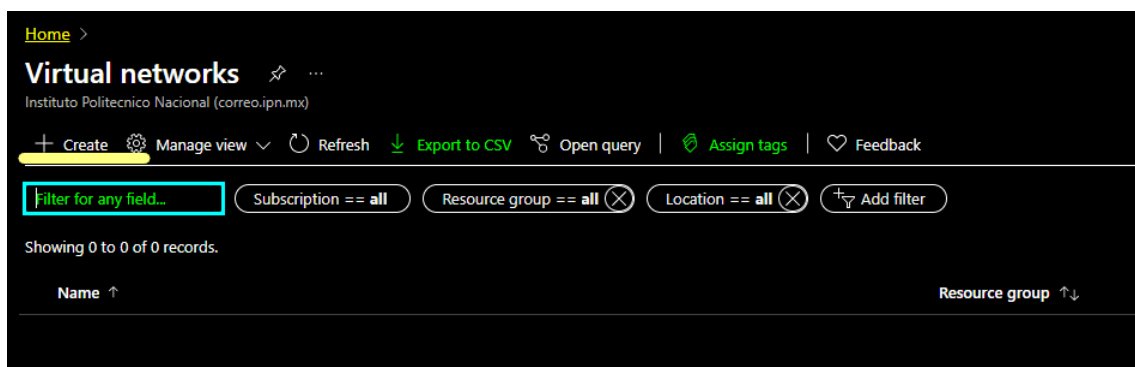 Home >
Virtual networks ...
Instituto Politecnico Nacional (correo.ipn.mx)
+ Create Manage view Refresh Export to CSV Open query | Assign tags | Feedback
Filter for any field... Subscription == all Resource group == all Location == all Add filter
Showing 0 to 0 of 0 records.
Name ↑ Resource group ↑↓